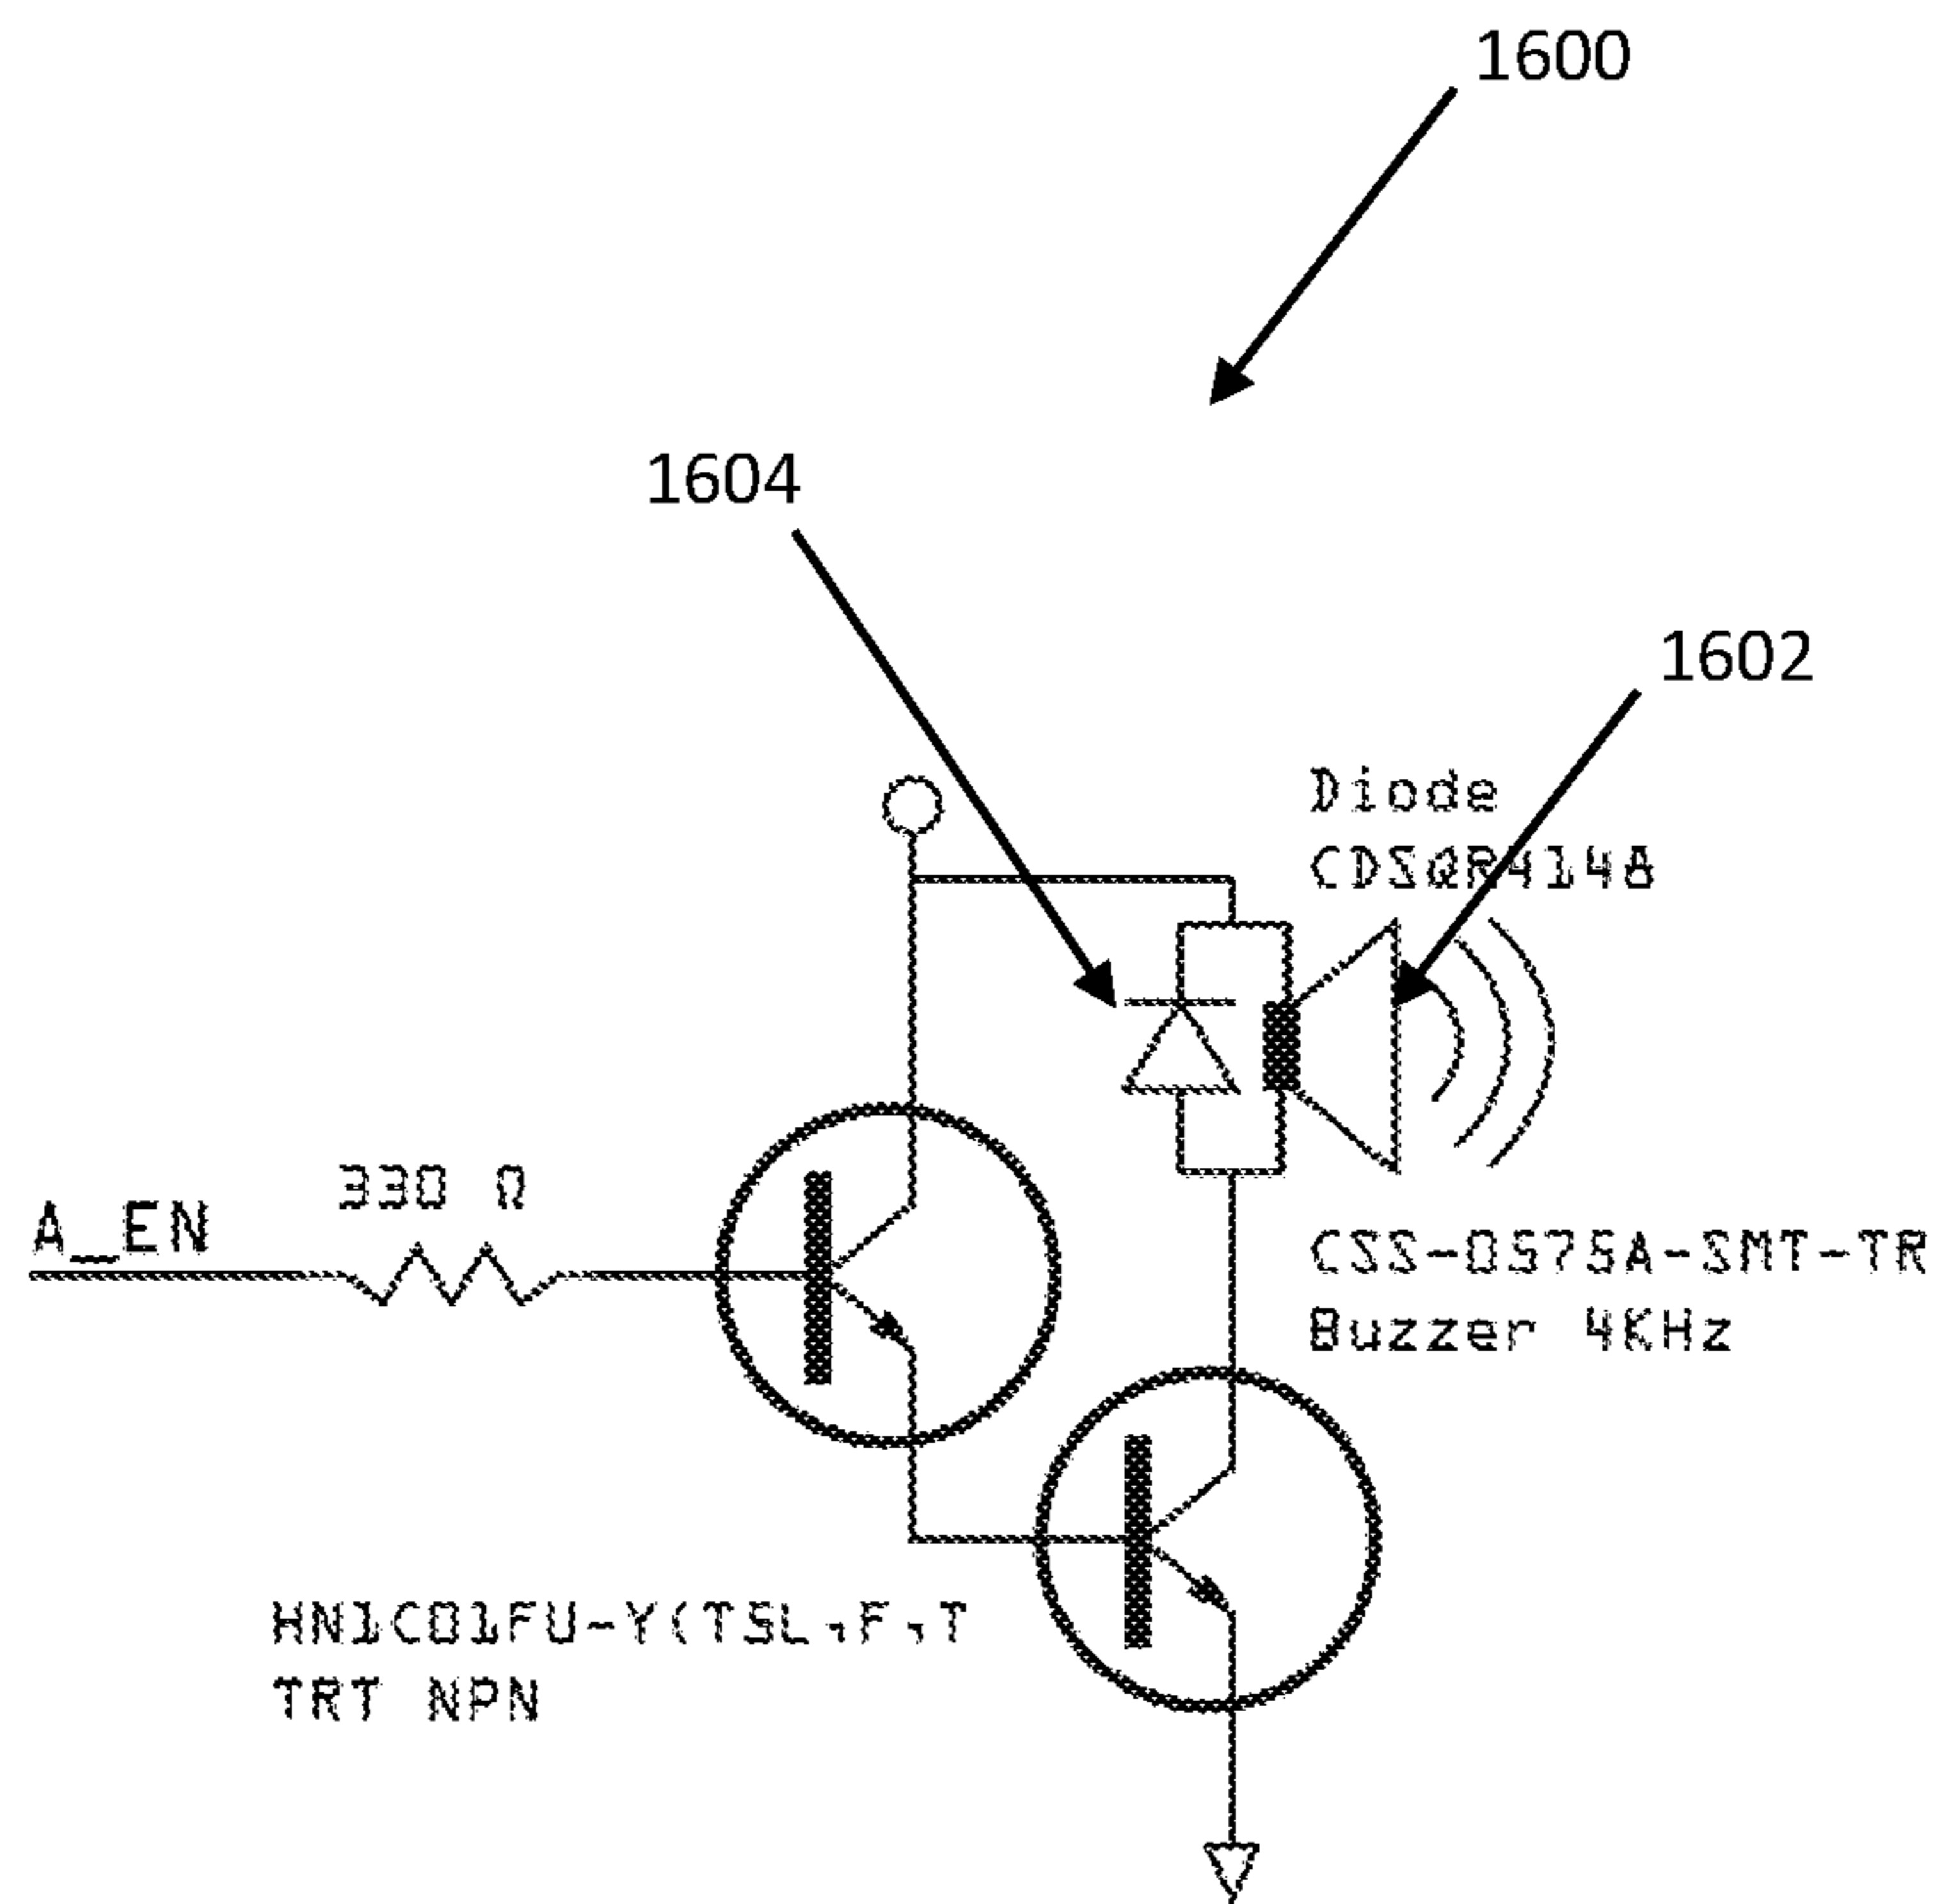 1600
1604
1602
Diode
CDSQR4148
A_EN
330 Ω
CSS-0575A-SMT-TR
Buzzer 4KHz
HN1C01FU-Y(TSL,F,T
TRT NPN